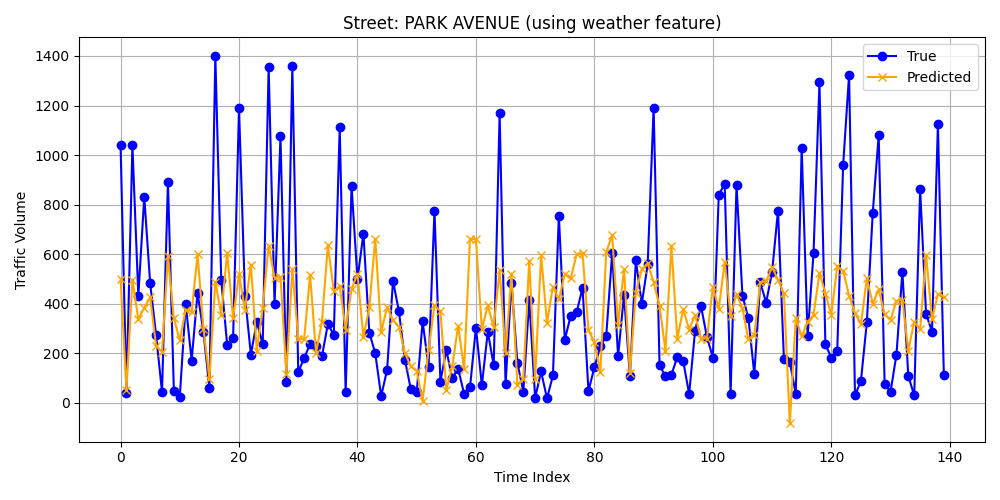 Street: PARK AVENUE (using weather feature)
True
Predicted
Traffic Volume
1400
1200
1000
800
600
400
200
0
0 20 40 60 80 100 120 140
Time Index